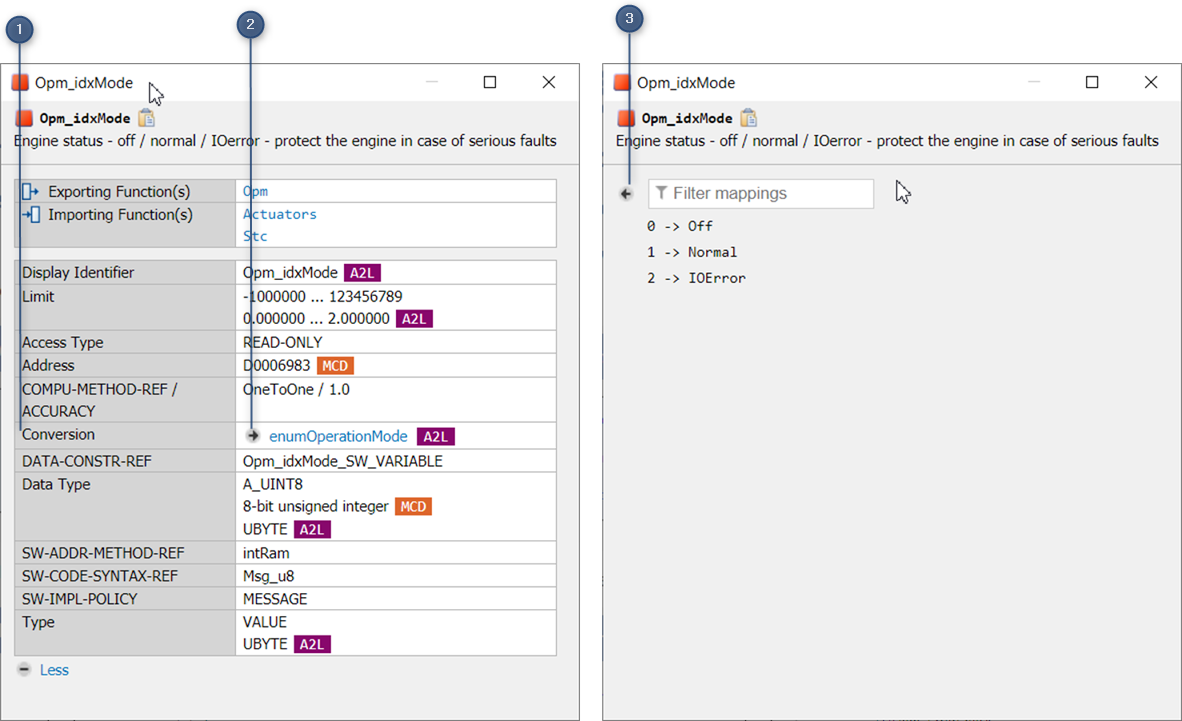 1
2
3
Opm_idxMode
Opm_idxMode
Engine status - off / normal / IOerror - protect the engine in case of serious faults
Exporting Function(s) Opm
Importing Function(s) Actuators
Stc
Display Identifier Opm_idxMode A2L
Limit -1000000 ... 123456789
0.000000 ... 2.000000 A2L
Access Type READ-ONLY
Address D0006983 MCD
COMPU-METHOD-REF / OneToOne / 1.0
ACCURACY
Conversion enumOperationMode A2L
DATA-CONSTR-REF Opm_idxMode_SW_VARIABLE
Data Type A_UINT8
8-bit unsigned integer MCD
UBYTE A2L
SW-ADDR-METHOD-REF intRam
SW-CODE-SYNTAX-REF Msg_u8
SW-IMPL-POLICY MESSAGE
Type VALUE
UBYTE A2L
Less
Opm_idxMode
Opm_idxMode
Engine status - off / normal / IOerror - protect the engine in case of serious faults
Filter mappings
0 -> Off
1 -> Normal
2 -> IOError